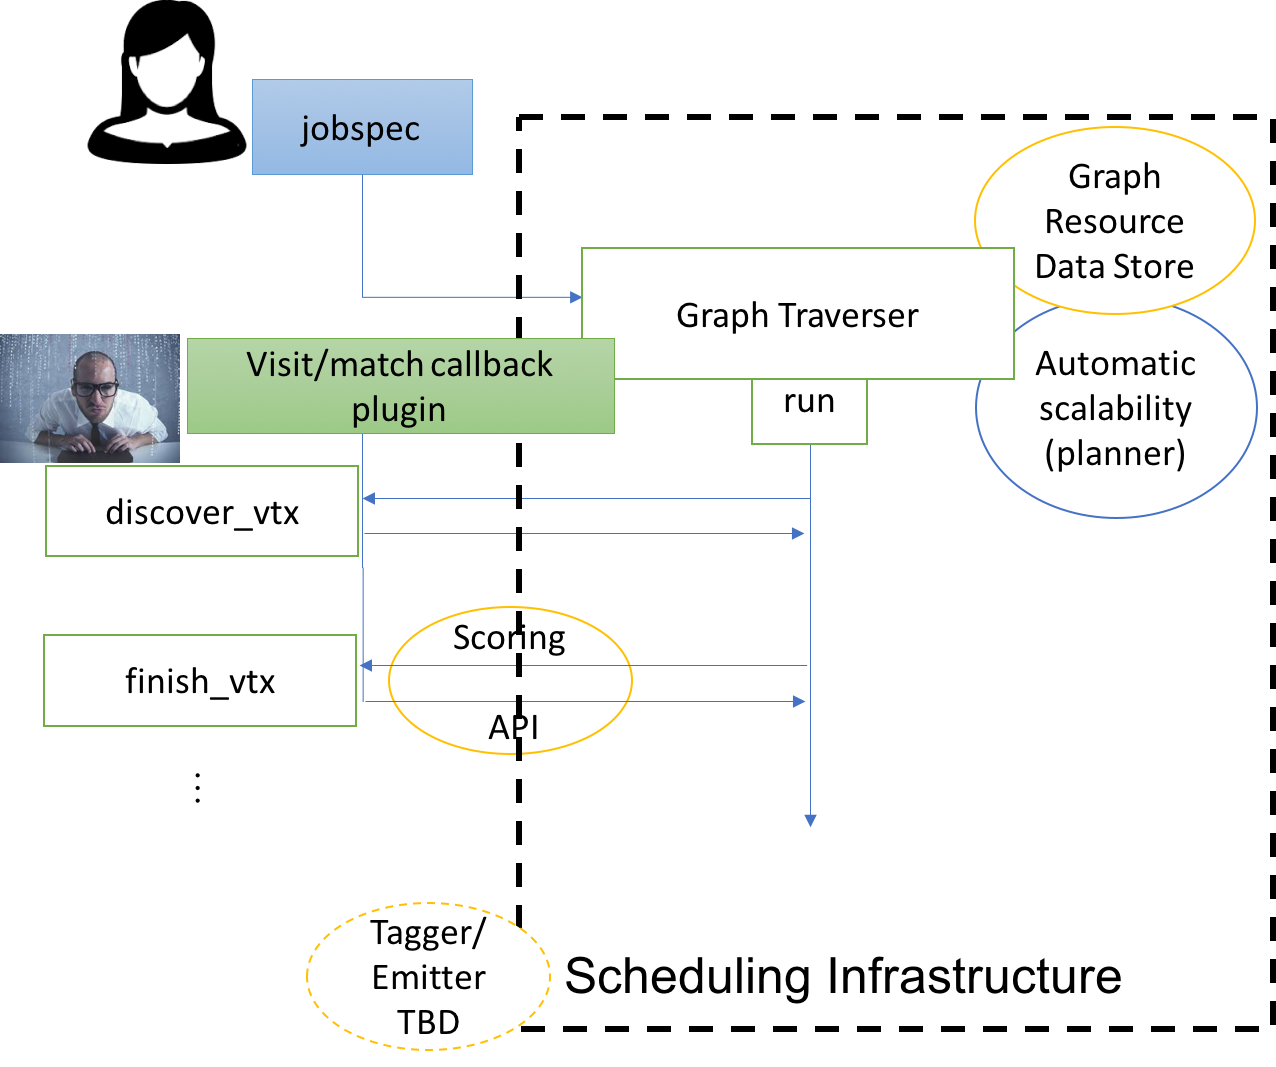 jobspec
Graph
Resource
Data Store
Graph Traverser
Visit/match callback
plugin
run
Automatic
scalability
(planner)
discover_vtx
Scoring
finish_vtx
API
⋮
Tagger/
Emitter
TBD
Scheduling Infrastructure